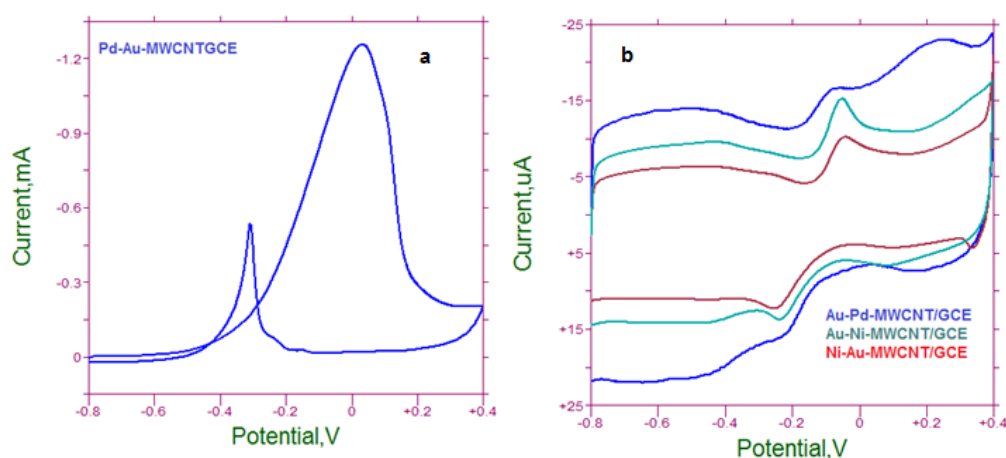 Pd-Au-MWCNTGCE
a
-1.2
-0.9
-0.6
-0.3
0
Current,mA
-0.8
-0.6
-0.4
-0.2
0
+0.2
+0.4
Potential,V
b
-25
-15
-5
+5
+15
+25
Current,uA
Au-Pd-MWCNT/GCE
Au-Ni-MWCNT/GCE
Ni-Au-MWCNT/GCE
-0.8
-0.6
-0.4
-0.2
0
+0.2
+0.4
Potential,V